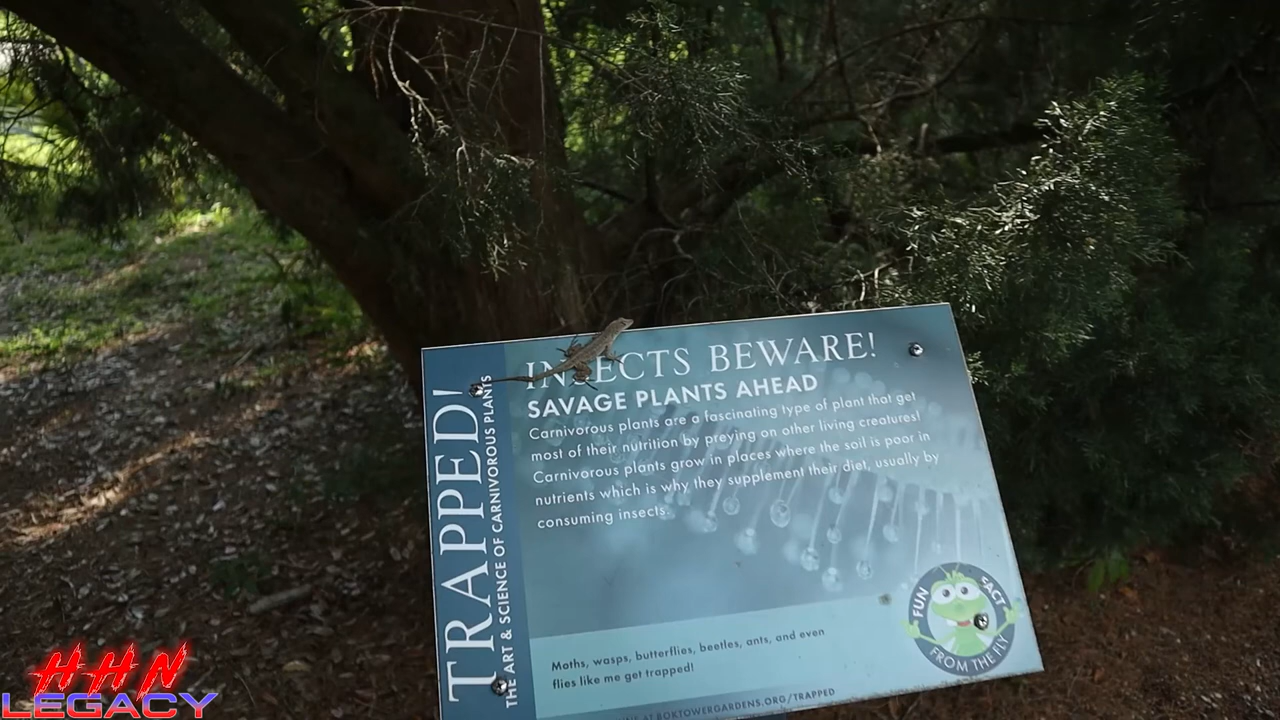 TRAPPED!
THE ART & SCIENCE OF CARNIVOROUS PLANTS
INSECTS BEWARE!
SAVAGE PLANTS AHEAD
Carnivorous plants are a fascinating type of plant that get
most of their nutrition by preying on other living creatures!
Carnivorous plants grow in places where the soil is poor in
nutrients which is why they supplement their diet, usually by
consuming insects.
FUN FACT
FROM THE FLY
Moths, wasps, butterflies, beetles, ants, and even
flies like me get trapped!
AT BOKTOWERGARDENS.ORG/TRAPPED
HHN
LEGACY